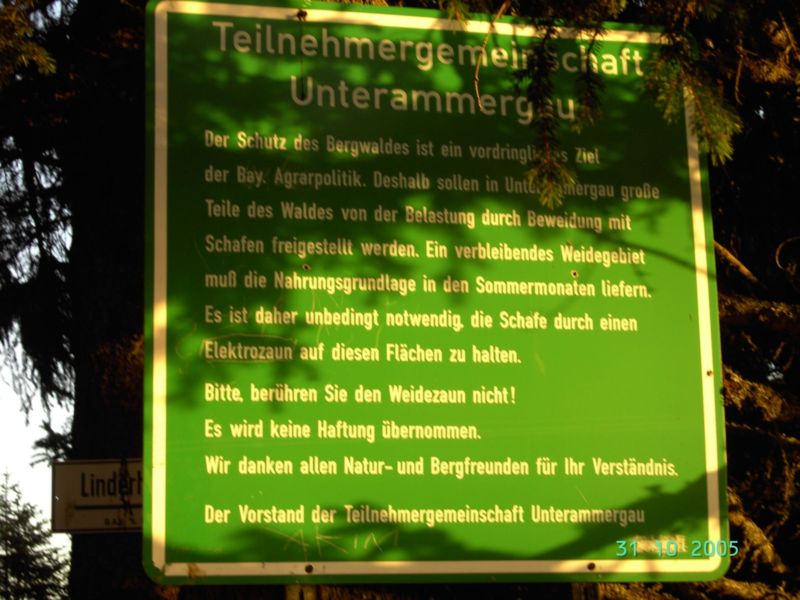 Teilnehmergemeinschaft
Unterammergau
Der Schutz des Bergwaldes ist ein vordringliches Ziel
der Bay. Agrarpolitik. Deshalb sollen in Unterammergau große
Teile des Waldes von der Belastung durch Beweidung mit
Schafen freigestellt werden. Ein verbleibendes Weidegebiet
muß die Nahrungsgrundlage in den Sommermonaten liefern.
Es ist daher unbedingt notwendig, die Schafe durch einen
Elektrozaun auf diesen Flächen zu halten.
Bitte, berühren Sie den Weidezaun nicht!
Es wird keine Haftung übernommen.
Wir danken allen Natur- und Bergfreunden für Ihr Verständnis.
Der Vorstand der Teilnehmergemeinschaft Unterammergau
Linderh
31 10 2005